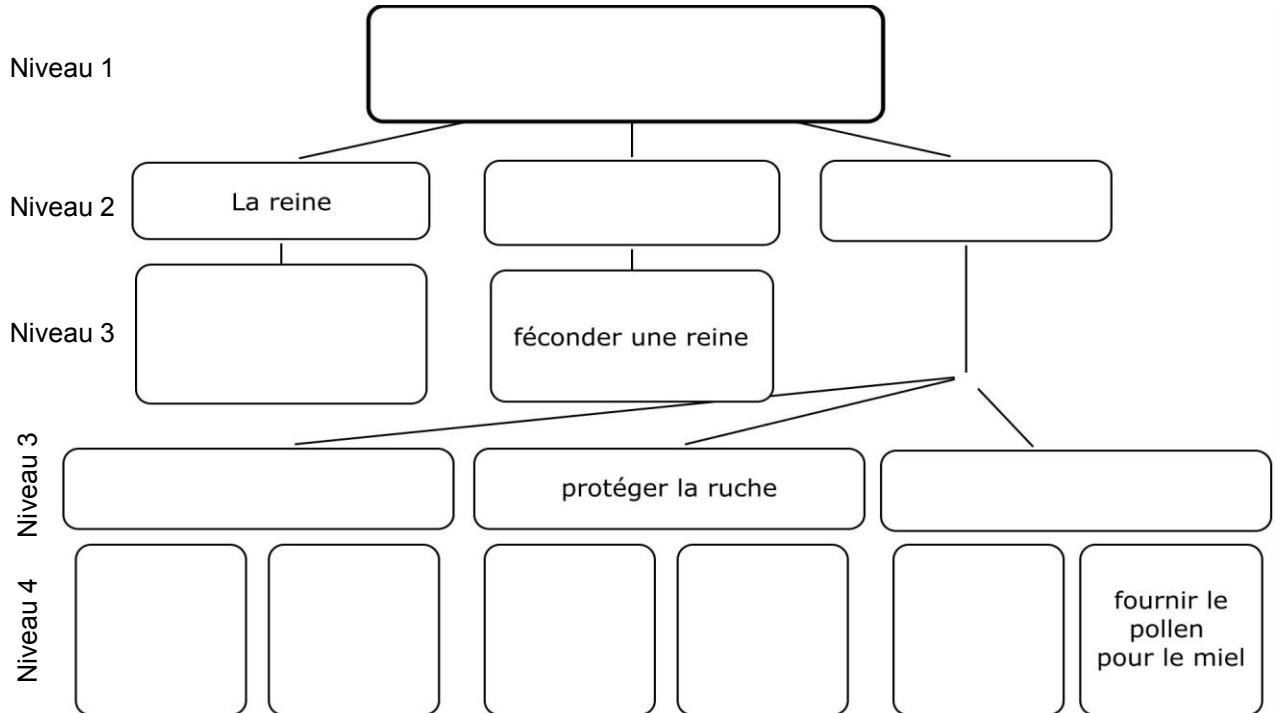 Niveau 1
Niveau 2
La reine
Niveau 3
féconder une reine
Niveau 3
protéger la ruche
Niveau 4
fournir le
pollen
pour le miel